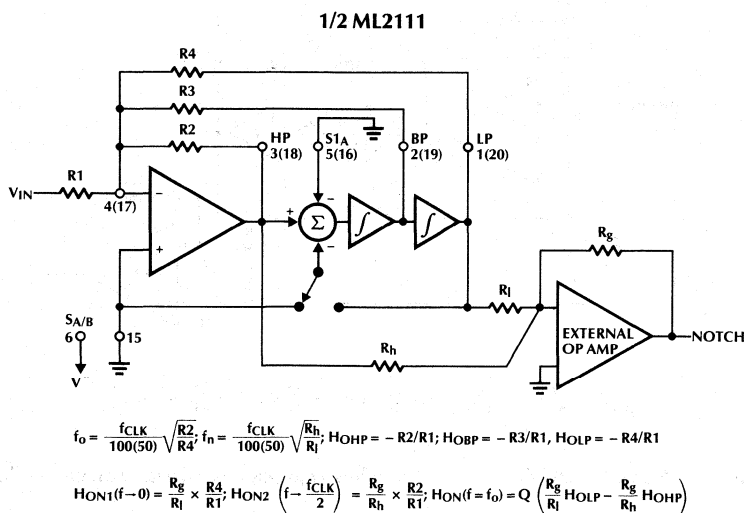 1/2 ML2111
R4
R3
R2
HP
3(18)
S1A
5(16)
BP
2(19)
LP
1(20)
R1
VIN
4(17)
−
+
+
Σ
−
−
∫
∫
Rg
Rl
EXTERNAL
OP AMP
NOTCH
SA/B
6
V
15
Rh
fo = fCLK/100(50) √(R2/R4); fn = fCLK/100(50) √(Rh/Rl); HOHP = − R2/R1; HOBP = − R3/R1, HOLP = − R4/R1
HON1(f→0) = Rg/Rl × R4/R1; HON2 (f→ fCLK/2) = Rg/Rh × R2/R1; HON(f = fo) = Q (Rg/Rl HOLP − Rg/Rh HOHP)